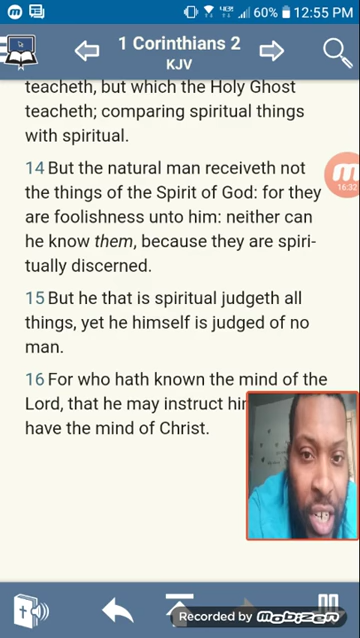 60% 12:55 PM
1 Corinthians 2
KJV
teacheth, but which the Holy Ghost
teacheth; comparing spiritual things
with spiritual.
14 But the natural man receiveth not
the things of the Spirit of God: for they
are foolishness unto him: neither can
he know them, because they are spiri-
tually discerned.
15 But he that is spiritual judgeth all
things, yet he himself is judged of no
man.
16 For who hath known the mind of the
Lord, that he may instruct
have the mind of Christ.
16:32
Recorded by Mobizen